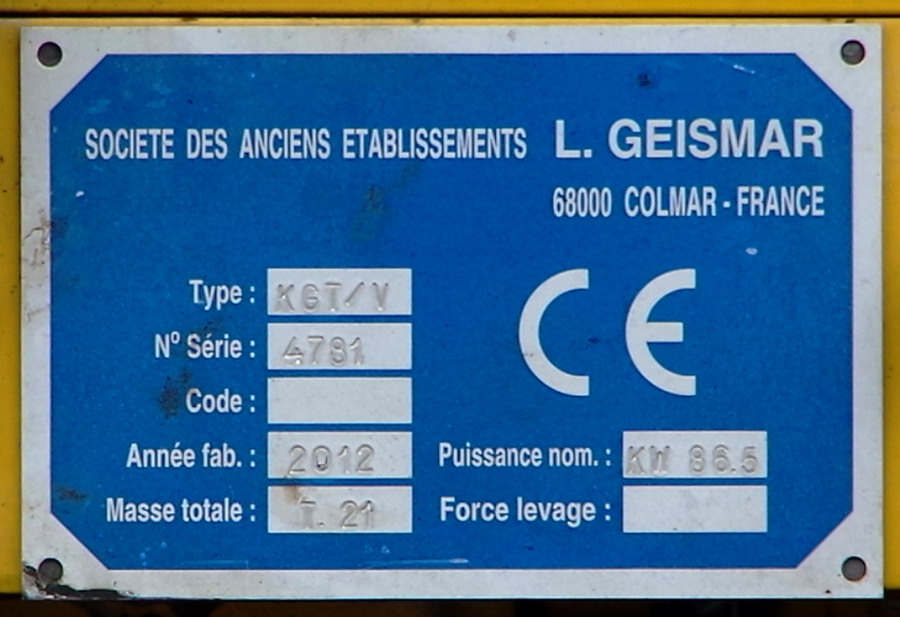 SOCIETE DES ANCIENS ETABLISSEMENTS L. GEISMAR
68000 COLMAR - FRANCE
CE
Type : KGT/V
Nº Série : 4781
Code :
Année fab. : 2012
Puissance nom. : KW 86.5
Masse totale : T. 21
Force levage :